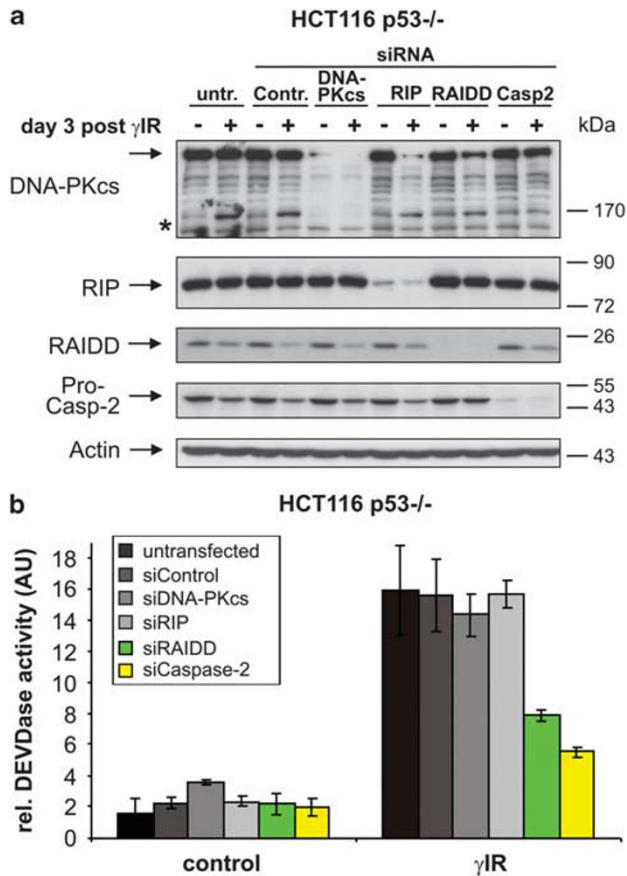 a
HCT116 p53-/-
siRNA
untr. Contr. DNA-PKcs RIP RAIDD Casp2
day 3 post γIR - + - + - + - + - + - + kDa
DNA-PKcs
*
170
RIP
90
72
RAIDD
26
Pro-
Casp-2
55
43
Actin
43
b
HCT116 p53-/-
rel. DEVDase activity (AU)
18
16
14
12
10
8
6
4
2
0
untransfected
siControl
siDNA-PKcs
siRIP
siRAIDD
siCaspase-2
control γIR